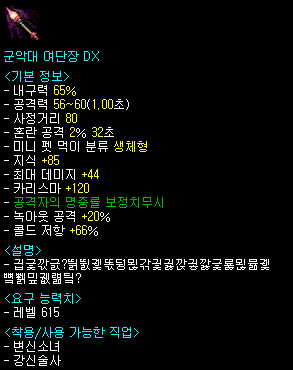 군악대 여단장 DX
<기본 정보>
- 내구력 65%
- 공격력 56~60(1,00초)
- 사정거리 80
- 혼란 공격 2% 32초
- 미니 펫 먹이 분류 생체형
- 지식 +85
- 최대 데미지 +44
- 카리스마 +120
- 공격자의 명중률 보정치무시
- 녹아웃 공격 +20%
- 콜드 저항 +66%
<설명>
<요구 능력치>
- 레벨 615
<착용/사용 가능한 직업>
- 변신소녀
- 강신술사